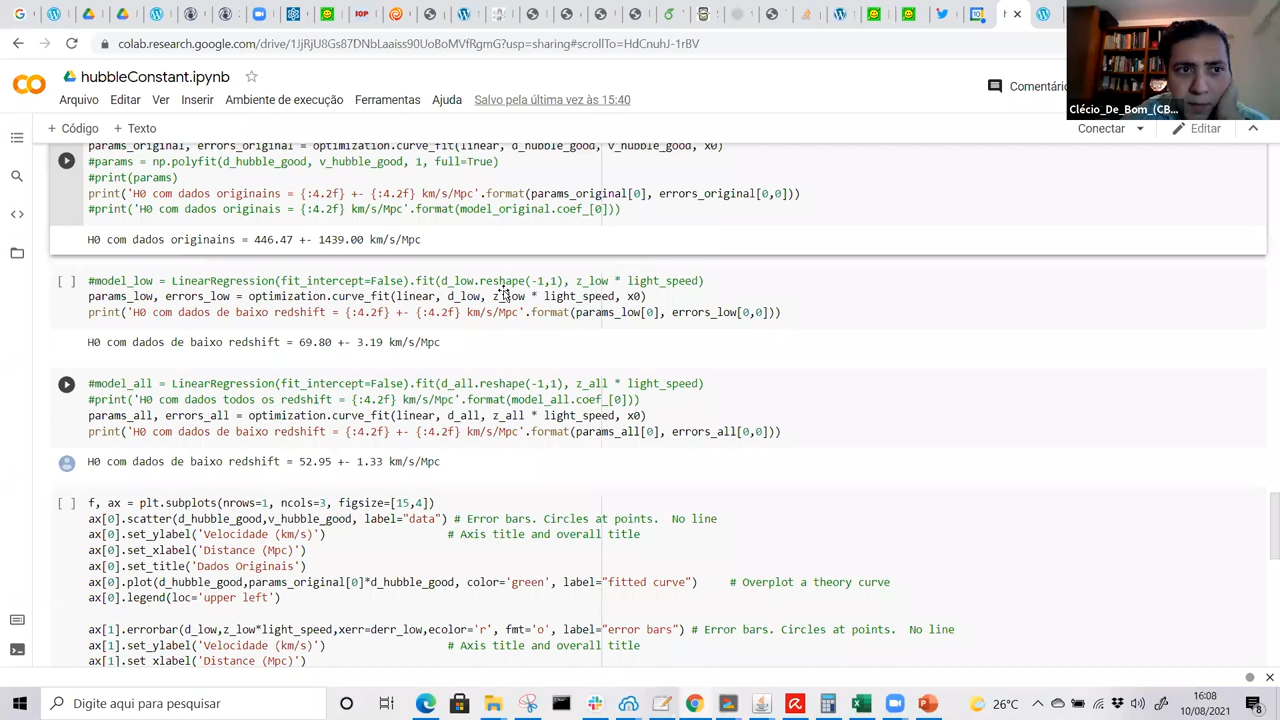 colab.research.google.com/drive/1JjRjU8Gs87DNbLaaiss3tUoBoMVfRgmG?usp=sharing#scrollTo=HdCnuhJ-1rBV
hubbleConstant.ipynb
Arquivo Editar Ver Inserir Ambiente de execução Ferramentas Ajuda Salvo pela última vez às 15:40
Comentário
Clécio_De_Bom_(CB...
+ Código + Texto
Conectar
Editar
params_original, errors_original = optimization.curve_fit(linear, d_hubble_good, v_hubble_good, x0)
#params = np.polyfit(d_hubble_good, v_hubble_good, 1, full=True)
#print(params)
print('H0 com dados originains = {:4.2f} +- {:4.2f} km/s/Mpc'.format(params_original[0], errors_original[0,0]))
#print('H0 com dados originais = {:4.2f} km/s/Mpc'.format(model_original.coef_[0]))
H0 com dados originains = 446.47 +- 1439.00 km/s/Mpc
[ ] #model_low = LinearRegression(fit_intercept=False).fit(d_low.reshape(-1,1), z_low * light_speed)
params_low, errors_low = optimization.curve_fit(linear, d_low, z_low * light_speed, x0)
print('H0 com dados de baixo redshift = {:4.2f} +- {:4.2f} km/s/Mpc'.format(params_low[0], errors_low[0,0]))
H0 com dados de baixo redshift = 69.80 +- 3.19 km/s/Mpc
#model_all = LinearRegression(fit_intercept=False).fit(d_all.reshape(-1,1), z_all * light_speed)
#print('H0 com dados todos os redshift = {:4.2f} km/s/Mpc'.format(model_all.coef_[0]))
params_all, errors_all = optimization.curve_fit(linear, d_all, z_all * light_speed, x0)
print('H0 com dados de baixo redshift = {:4.2f} +- {:4.2f} km/s/Mpc'.format(params_all[0], errors_all[0,0]))
H0 com dados de baixo redshift = 52.95 +- 1.33 km/s/Mpc
[ ] f, ax = plt.subplots(nrows=1, ncols=3, figsize=[15,4])
ax[0].scatter(d_hubble_good,v_hubble_good, label="data") # Error bars. Circles at points. No line
ax[0].set_ylabel('Velocidade (km/s)') # Axis title and overall title
ax[0].set_xlabel('Distance (Mpc)')
ax[0].set_title('Dados Originais')
ax[0].plot(d_hubble_good,params_original[0]*d_hubble_good, color='green', label="fitted curve") # Overplot a theory curve
ax[0].legend(loc='upper left')
ax[1].errorbar(d_low,z_low*light_speed,xerr=derr_low,ecolor='r', fmt='o', label="error bars") # Error bars. Circles at points. No line
ax[1].set_ylabel('Velocidade (km/s)') # Axis title and overall title
ax[1].set_xlabel('Distance (Mpc)')
Digite aqui para pesquisar
26°C
16:08
10/08/2021
8